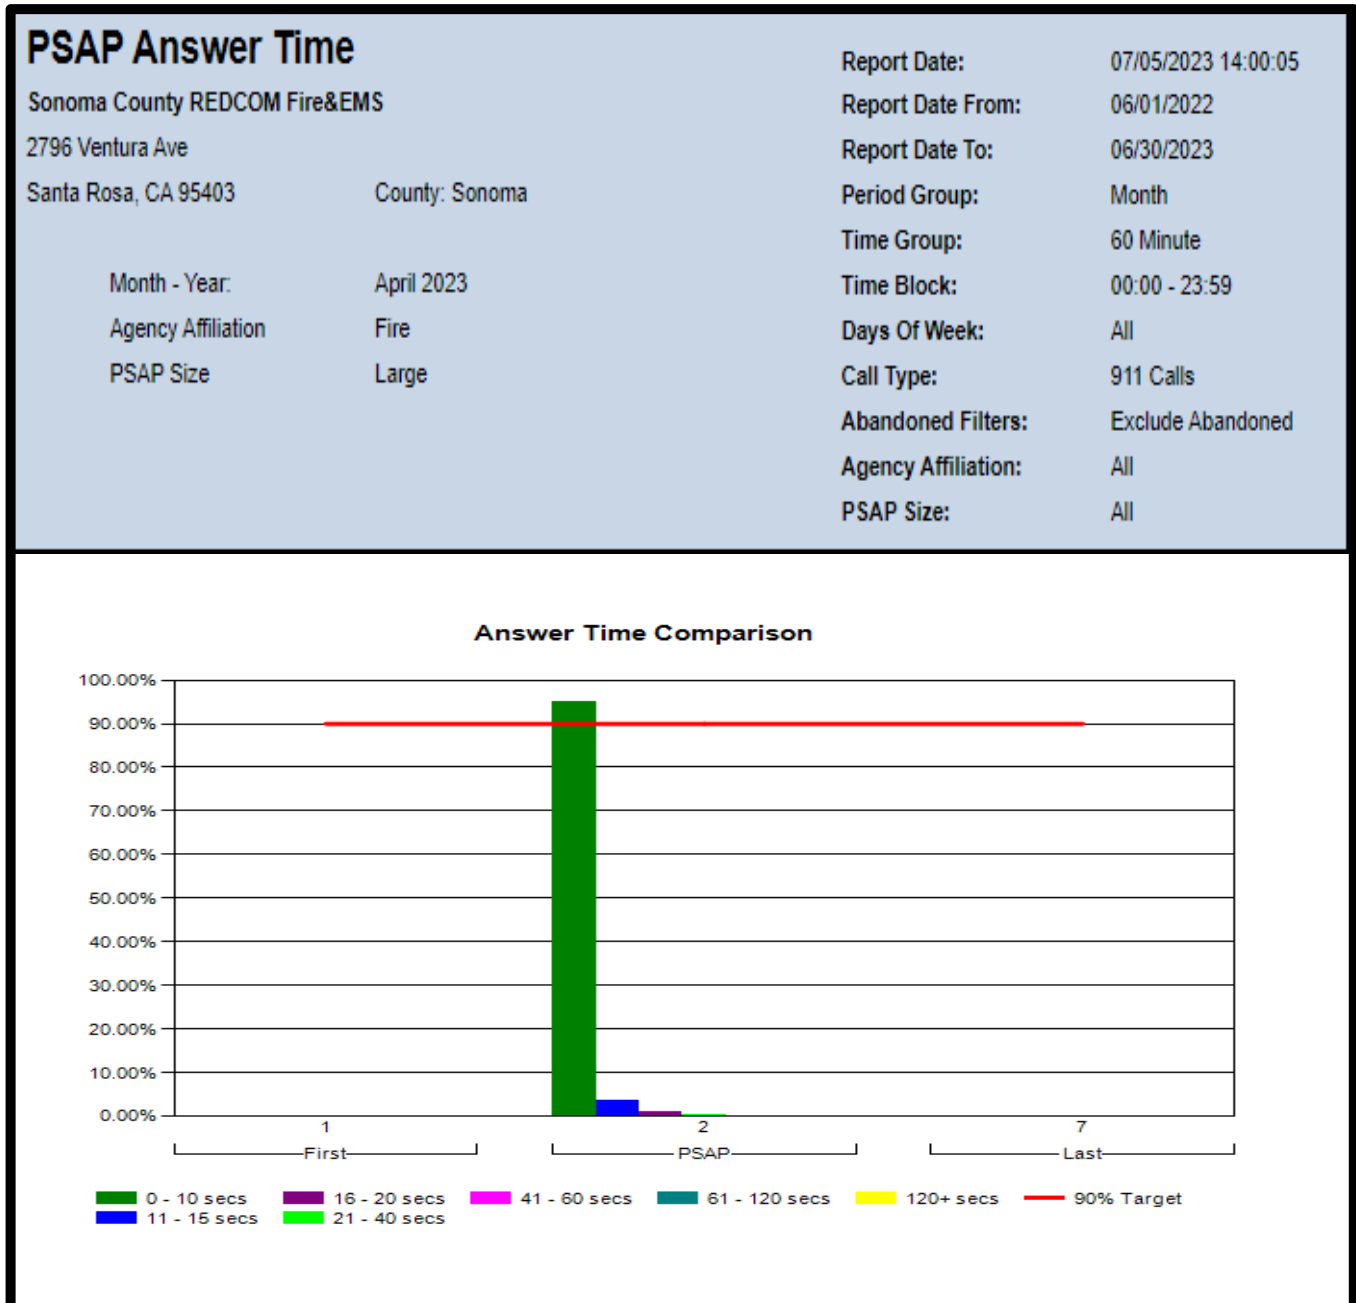 PSAP Answer Time
Sonoma County REDCOM Fire&EMS
2796 Ventura Ave
Santa Rosa, CA 95403 County: Sonoma
Month - Year: April 2023
Agency Affiliation Fire
PSAP Size Large
Report Date: 07/05/2023 14:00:05
Report Date From: 06/01/2022
Report Date To: 06/30/2023
Period Group: Month
Time Group: 60 Minute
Time Block: 00:00 - 23:59
Days Of Week: All
Call Type: 911 Calls
Abandoned Filters: Exclude Abandoned
Agency Affiliation: All
PSAP Size: All
Answer Time Comparison
100.00%
90.00%
80.00%
70.00%
60.00%
50.00%
40.00%
30.00%
20.00%
10.00%
0.00%
1 2 7
First PSAP Last
0 - 10 secs 16 - 20 secs 41 - 60 secs 61 - 120 secs 120+ secs 90% Target
11 - 15 secs 21 - 40 secs